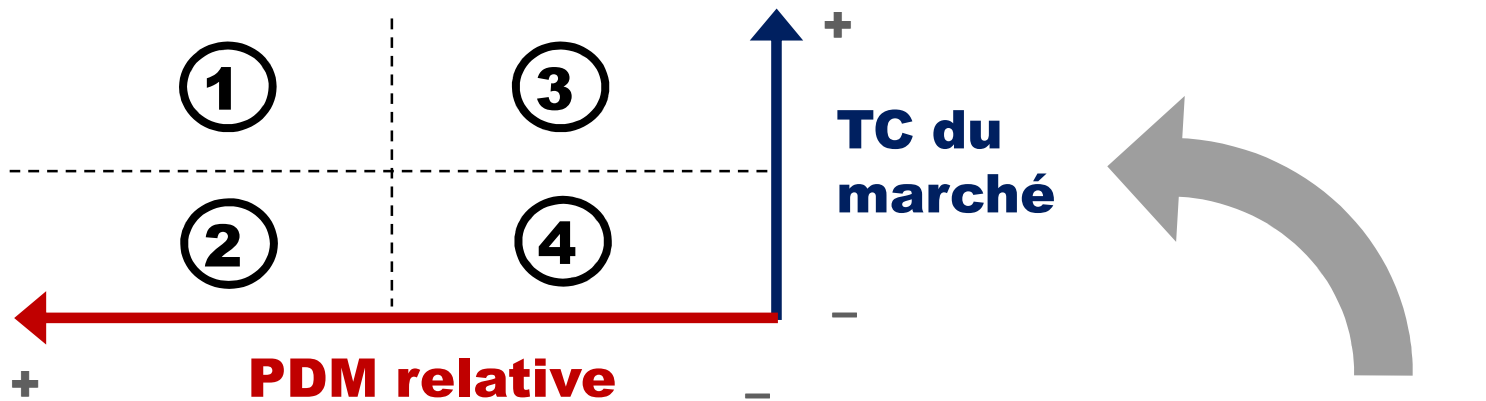 +
1 3
TC du
marché
2 4
–
PDM relative
+ –